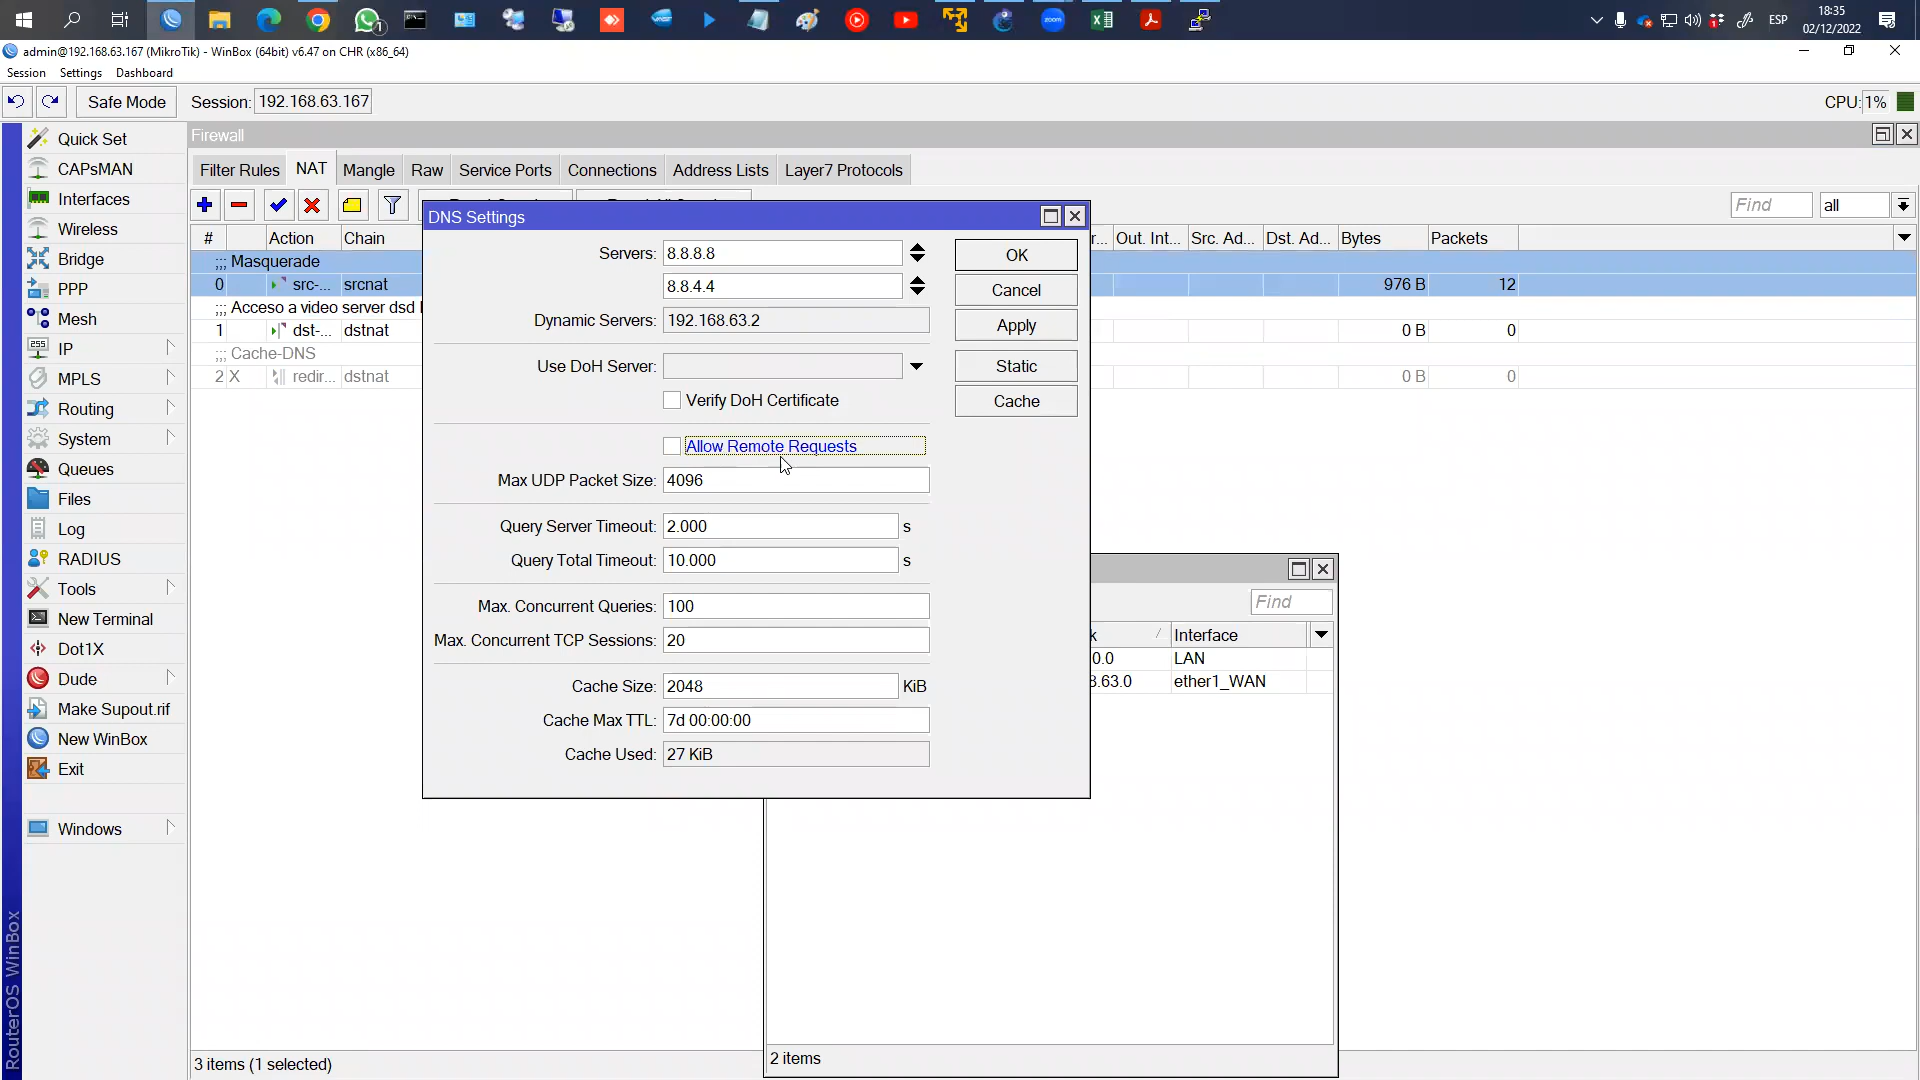 1
ESP
18:35
02/12/2022
admin@192.168.63.167 (MikroTik) - WinBox (64bit) v6.47 on CHR (x86_64)
Session Settings Dashboard
Safe Mode Session: 192.168.63.167 CPU: 1%
Quick Set
CAPsMAN
Interfaces
Wireless
Bridge
PPP
Mesh
IP
MPLS
Routing
System
Queues
Files
Log
RADIUS
Tools
New Terminal
Dot1X
Dude
Make Supout.rif
New WinBox
Exit
Windows
RouterOS WinBox
Firewall
Filter Rules NAT Mangle Raw Service Ports Connections Address Lists Layer7 Protocols
Find all
# Action Chain r... Out. Int... Src. Ad... Dst. Ad... Bytes Packets
;;; Masquerade
0 src-... srcnat 976 B 12
;;; Acceso a video server dsd
1 dst-... dstnat 0 B 0
;;; Cache-DNS
2 X redir... dstnat 0 B 0
3 items (1 selected)
DNS Settings
Servers: 8.8.8.8
8.8.4.4
Dynamic Servers: 192.168.63.2
Use DoH Server:
Verify DoH Certificate
Allow Remote Requests
Max UDP Packet Size: 4096
Query Server Timeout: 2.000 s
Query Total Timeout: 10.000 s
Max. Concurrent Queries: 100
Max. Concurrent TCP Sessions: 20
Cache Size: 2048 KiB
Cache Max TTL: 7d 00:00:00
Cache Used: 27 KiB
OK
Cancel
Apply
Static
Cache
Find
k Interface
0.0 LAN
3.63.0 ether1_WAN
2 items